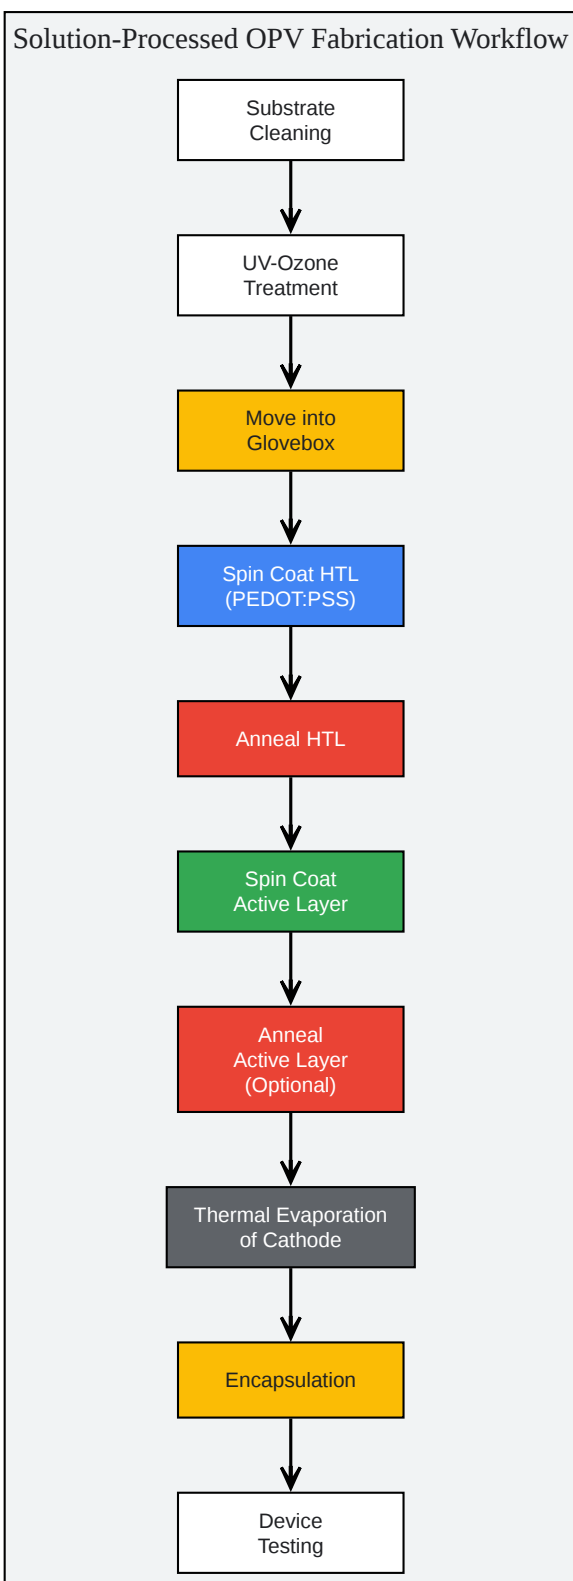 Solution-Processed OPV Fabrication Workflow
Substrate
Cleaning
UV-Ozone
Treatment
Move into
Glovebox
Spin Coat HTL
(PEDOT:PSS)
Anneal HTL
Spin Coat
Active Layer
Anneal
Active Layer
(Optional)
Thermal Evaporation
of Cathode
Encapsulation
Device
Testing